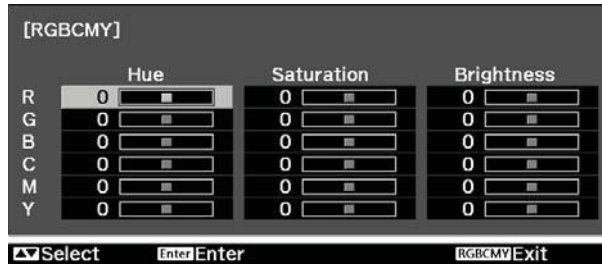 [RGBCMY]
Hue Saturation Brightness
R 0 0 0
G 0 0 0
B 0 0 0
C 0 0 0
M 0 0 0
Y 0 0 0
Select Enter Enter RGBCMY Exit